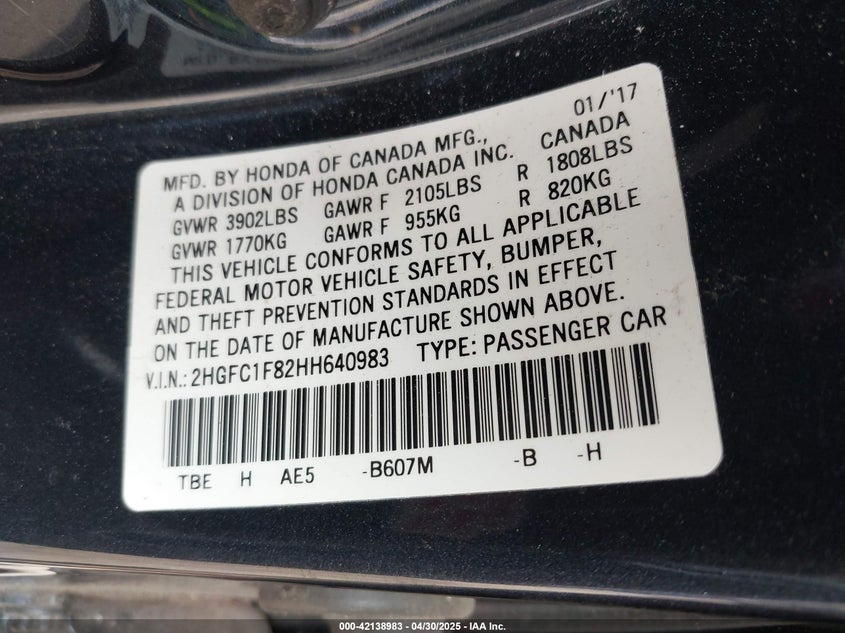 01/'17
MFD. BY HONDA OF CANADA MFG.,
A DIVISION OF HONDA CANADA INC. CANADA
GVWR 3902LBS GAWR F 2105LBS R 1808LBS
GVWR 1770KG GAWR F 955KG R 820KG
THIS VEHICLE CONFORMS TO ALL APPLICABLE
FEDERAL MOTOR VEHICLE SAFETY, BUMPER,
AND THEFT PREVENTION STANDARDS IN EFFECT
ON THE DATE OF MANUFACTURE SHOWN ABOVE.
V.I.N.: 2HGFC1F82HH640983 TYPE: PASSENGER CAR
TBE H AE5 -B607M -B -H
000-42138983 - 04/30/2025 - IAA Inc.